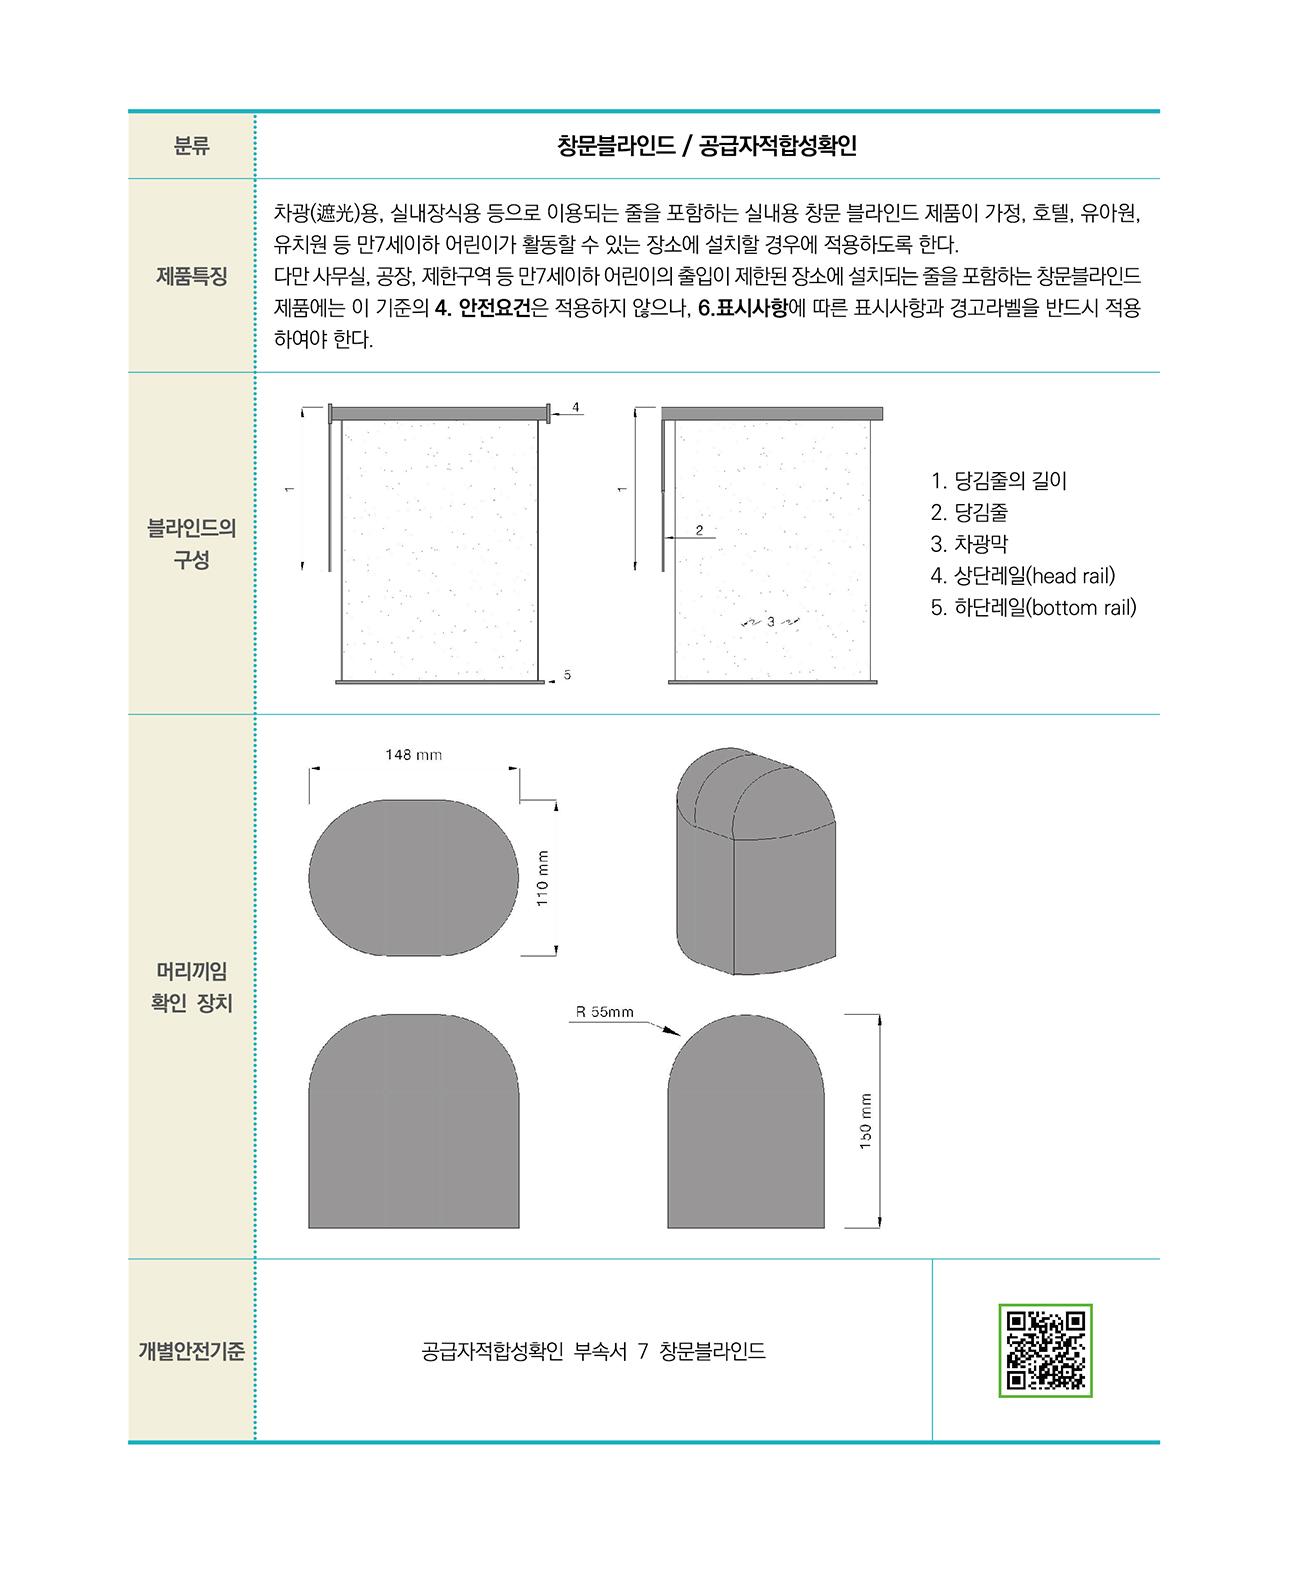 분류
창문블라인드 / 공급자적합성확인
제품특징
차광(遮光)용, 실내장식용 등으로 이용되는 줄을 포함하는 실내용 창문 블라인드 제품이 가정, 호텔, 유아원,
유치원 등 만7세이하 어린이가 활동할 수 있는 장소에 설치할 경우에 적용하도록 한다.
다만 사무실, 공장, 제한구역 등 만7세이하 어린이의 출입이 제한된 장소에 설치되는 줄을 포함하는 창문블라인드
제품에는 이 기준의 4. 안전요건은 적용하지 않으나, 6.표시사항에 따른 표시사항과 경고라벨을 반드시 적용
하여야 한다.
블라인드의
구성
1
4
5
1
2
3
1. 당김줄의 길이
2. 당김줄
3. 차광막
4. 상단레일(head rail)
5. 하단레일(bottom rail)
머리끼임
확인 장치
148 mm
110 mm
R 55mm
150 mm
개별안전기준
공급자적합성확인 부속서 7 창문블라인드